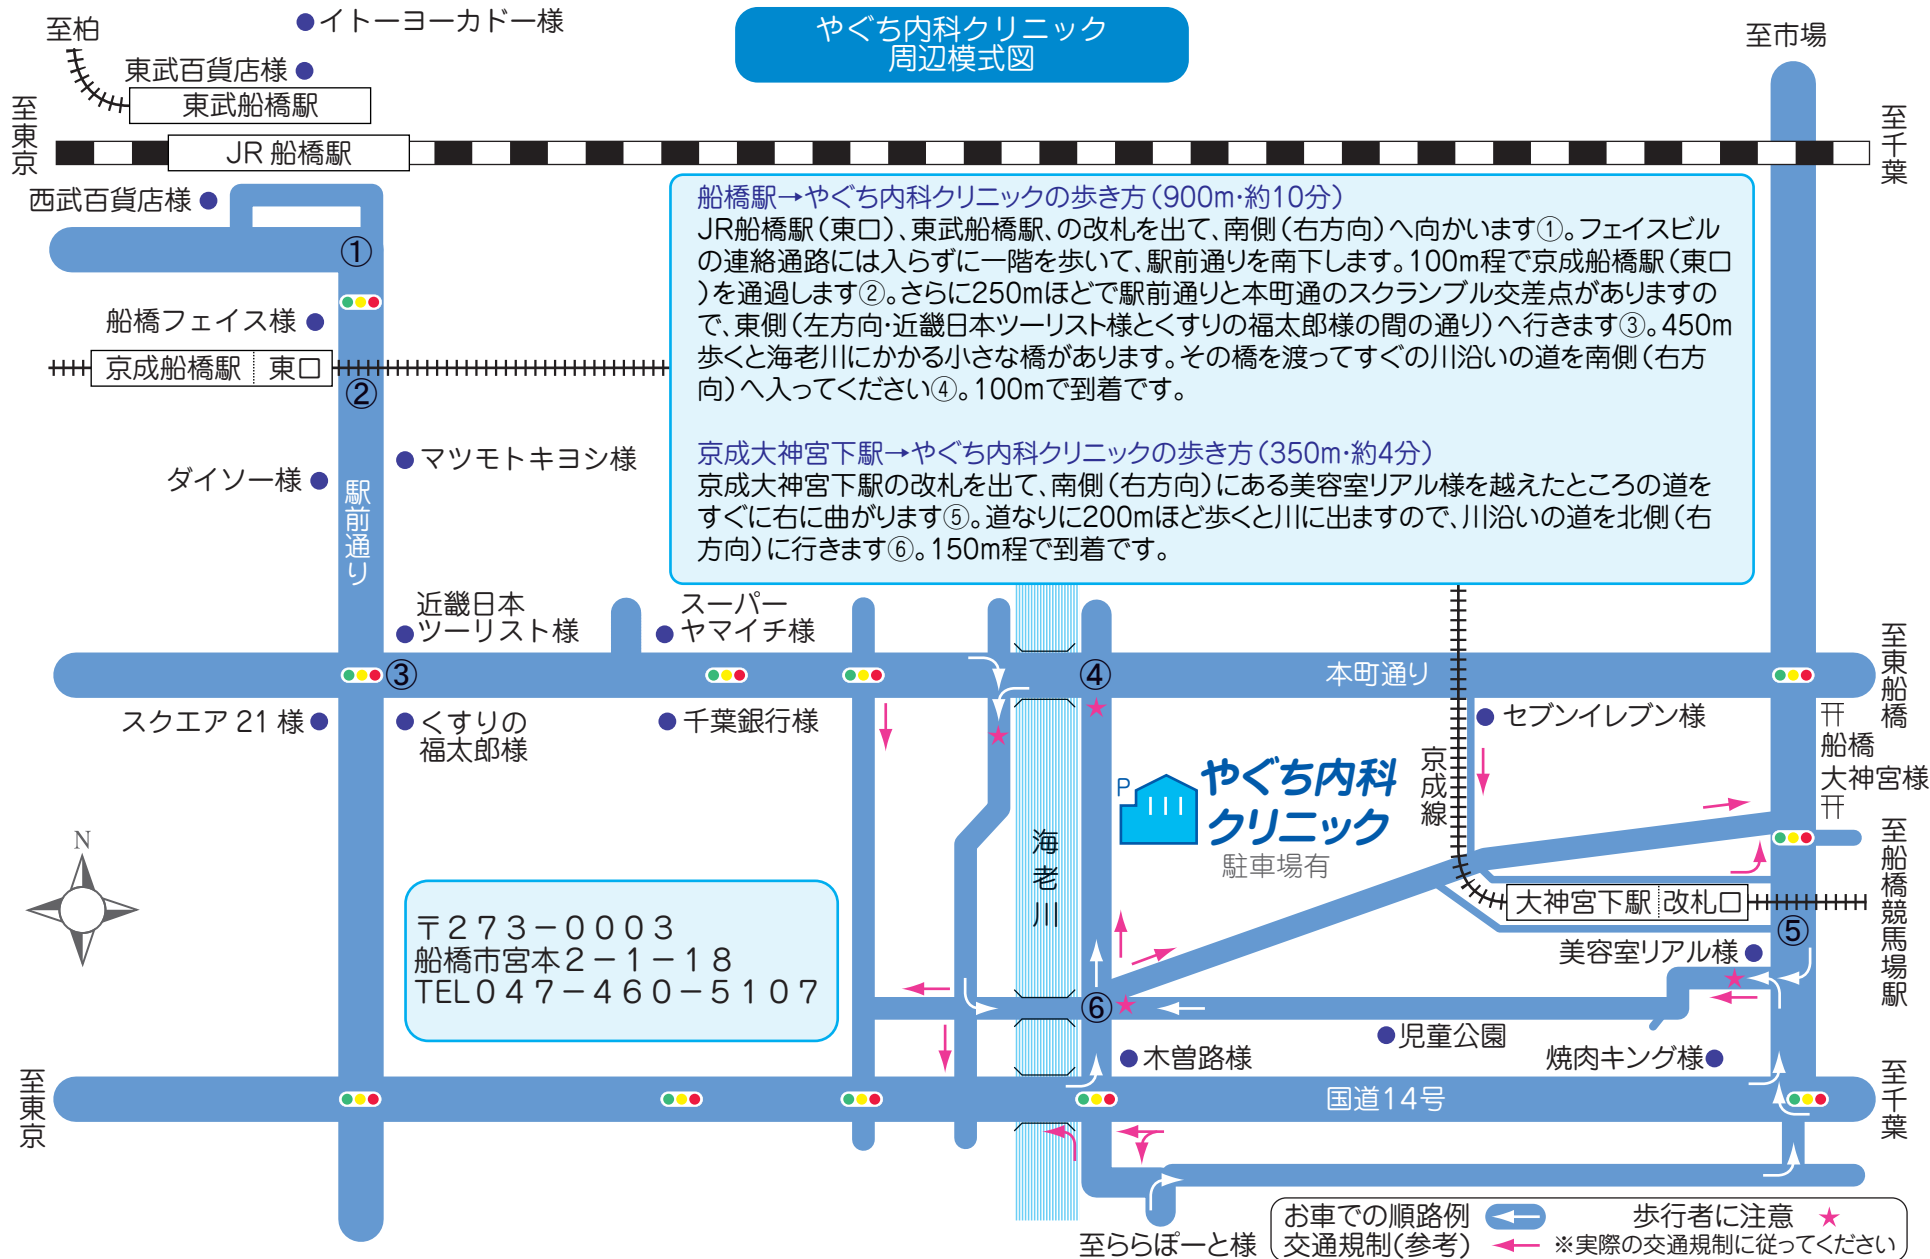 やぐち内科クリニック
周辺模式図
至柏
イトーヨーカドー様
至市場
東武百貨店様
東武船橋駅
至東京
JR 船橋駅
至千葉
西武百貨店様
①
船橋フェイス様
京成船橋駅 東口
②
マツモトキヨシ様
ダイソー様
駅前通り
船橋駅→やぐち内科クリニックの歩き方（900m・約10分）
JR船橋駅（東口）、東武船橋駅、の改札を出て、南側（右方向）へ向かいます①。フェイスビル
の連絡通路には入らずに一階を歩いて、駅前通りを南下します。100m程で京成船橋駅（東口
）を通過します②。さらに250mほどで駅前通りと本町通のスクランブル交差点がありますの
で、東側（左方向・近畿日本ツーリスト様とくすりの福太郎様の間の通り）へ行きます③。450m
歩くと海老川にかかる小さな橋があります。その橋を渡ってすぐの川沿いの道を南側（右方
向）へ入ってください④。100mで到着です。
京成大神宮下駅→やぐち内科クリニックの歩き方（350m・約4分）
京成大神宮下駅の改札を出て、南側（右方向）にある美容室リアル様を越えたところの道を
すぐに右に曲がります⑤。道なりに200mほど歩くと川に出ますので、川沿いの道を北側（右
方向）に行きます⑥。150m程で到着です。
近畿日本
ツーリスト様
スーパー
ヤマイチ様
③
④
本町通り
至東船橋
スクエア 21 様
くすりの
福太郎様
千葉銀行様
セブンイレブン様
船橋
大神宮様
京成線
P
やぐち内科
クリニック
駐車場有
海老川
N
大神宮下駅 改札口
至船橋競馬場駅
⑤
美容室リアル様
〒273－0003
船橋市宮本2－1－18
TEL047－460－5107
⑥
児童公園
木曽路様
焼肉キング様
至東京
国道14号
至千葉
至ららぽーと様
お車での順路例
歩行者に注意 ★
交通規制(参考)
※実際の交通規制に従ってください